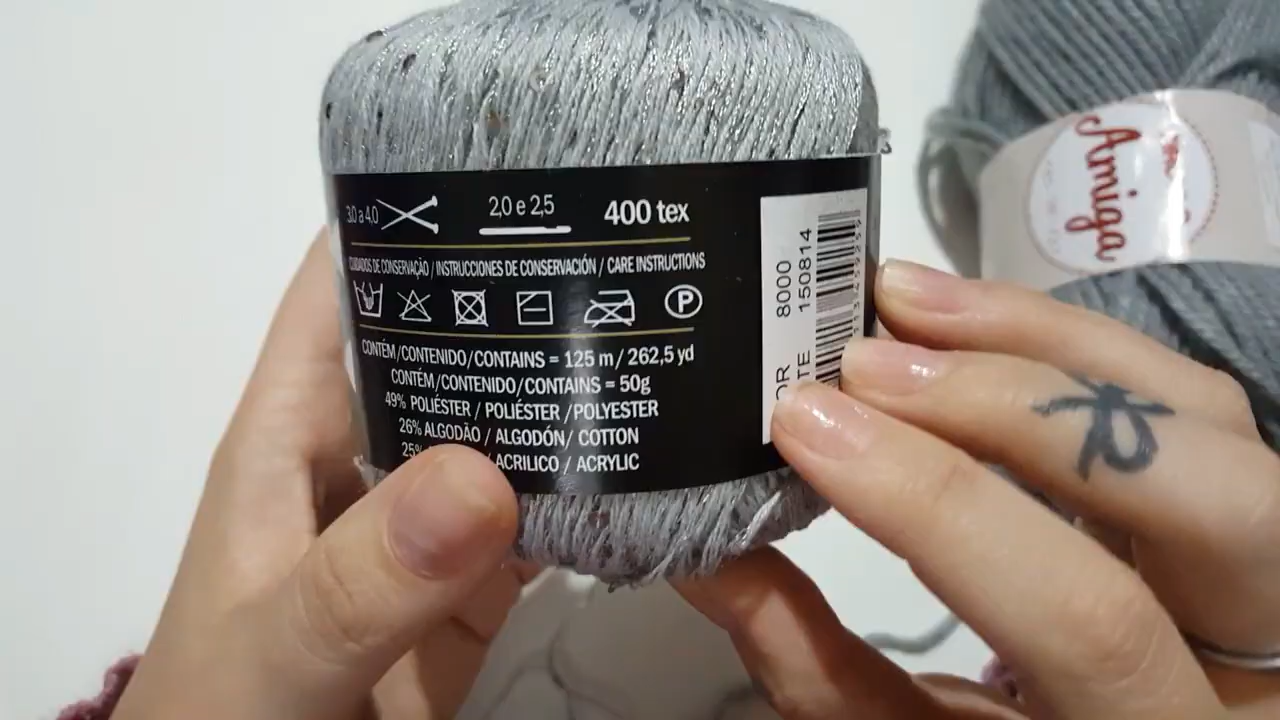 3.0 a 4.0
2,0 e 2,5
400 tex
CUIDADOS DE CONSERVAÇÃO / INSTRUCCIONES DE CONSERVACIÓN / CARE INSTRUCTIONS
P
CONTÉM/CONTENIDO/CONTAINS = 125 m / 262,5 yd
CONTÉM/CONTENIDO/CONTAINS = 50g
49% POLIÉSTER / POLIÉSTER /POLYESTER
26% ALGODÃO / ALGODÓN/ COTTON
25% / ACRILICO / ACRYLIC
8000
150814
Amiga